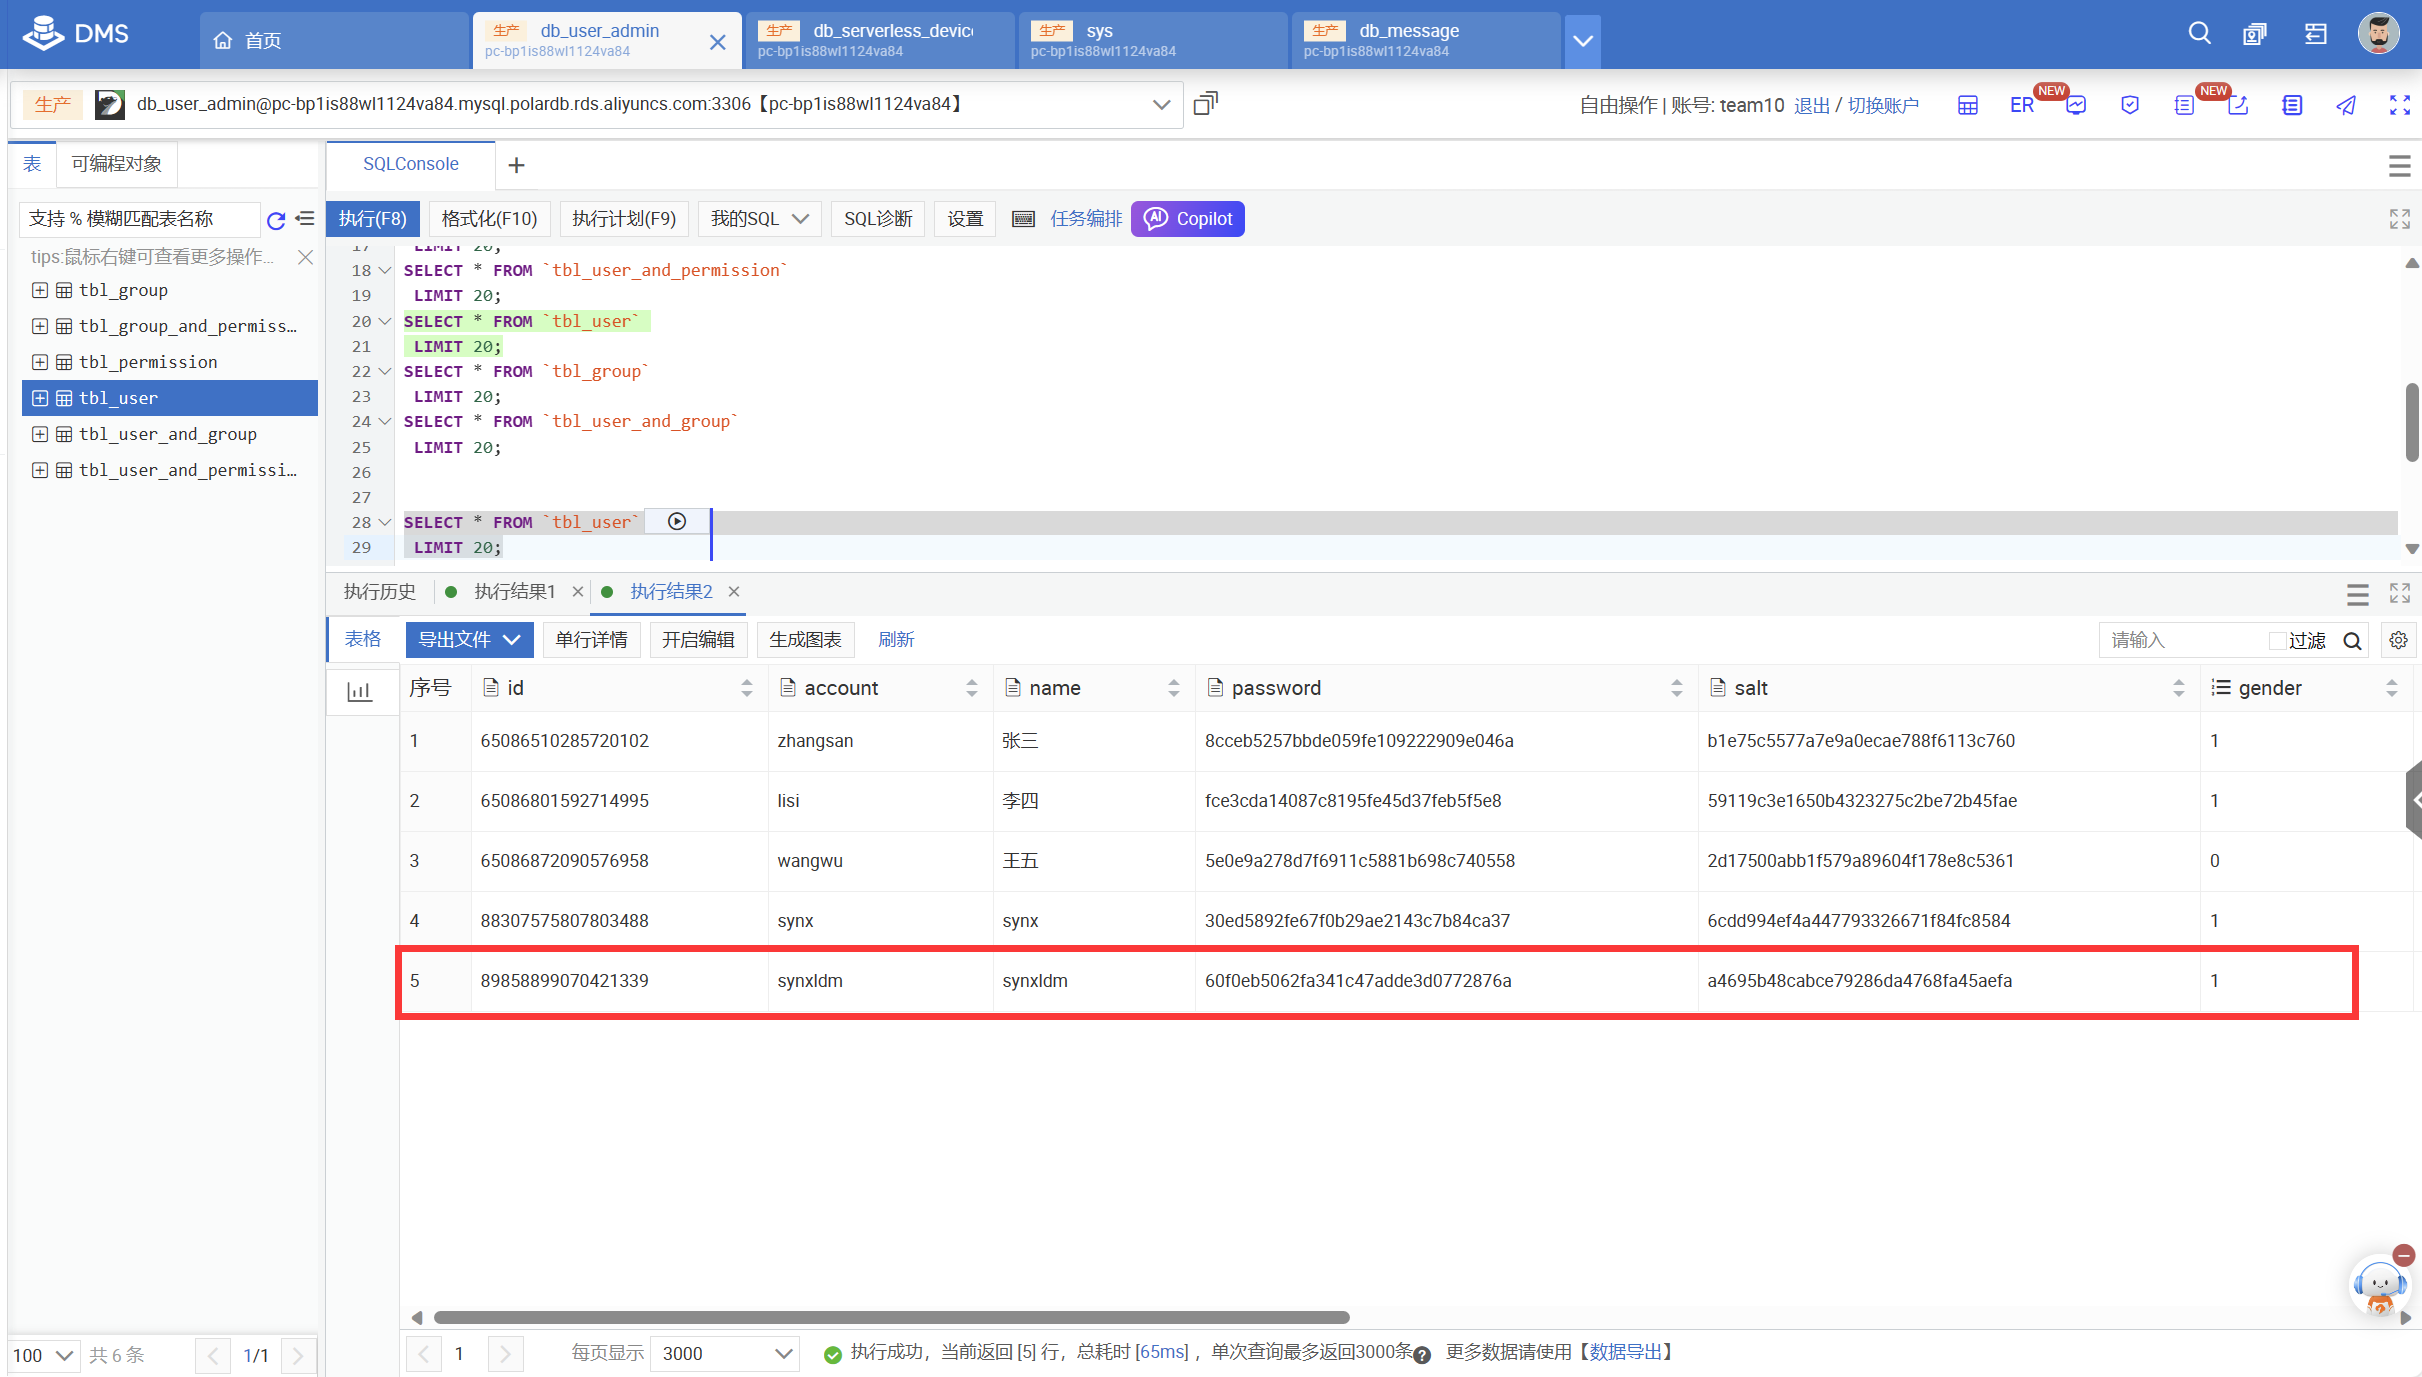 DMS
首页
生产 db_user_admin
pc-bp1is88wl1124va84
生产 db_serverless_devic
pc-bp1is88wl1124va84
生产 sys
pc-bp1is88wl1124va84
生产 db_message
pc-bp1is88wl1124va84
生产 db_user_admin@pc-bp1is88wl1124va84.mysql.polardb.rds.aliyuncs.com:3306【pc-bp1is88wl1124va84】
自由操作 | 账号: team10 退出 / 切换账户 ER NEW NEW
表 可编程对象
SQLConsole +
支持 % 模糊匹配表名称
执行(F8) 格式化(F10) 执行计划(F9) 我的SQL SQL诊断 设置 任务编排 AI Copilot
tips:鼠标右键可查看更多操作...
tbl_group
tbl_group_and_permiss…
tbl_permission
tbl_user
tbl_user_and_group
tbl_user_and_permissi…
17 LIMIT 20;
18 SELECT * FROM `tbl_user_and_permission`
19 LIMIT 20;
20 SELECT * FROM `tbl_user`
21 LIMIT 20;
22 SELECT * FROM `tbl_group`
23 LIMIT 20;
24 SELECT * FROM `tbl_user_and_group`
25 LIMIT 20;
26
27
28 SELECT * FROM `tbl_user`
29 LIMIT 20;
执行历史 执行结果1 执行结果2
表格 导出文件 单行详情 开启编辑 生成图表 刷新 请输入 过滤
序号 id account name password salt gender
1 65086510285720102 zhangsan 张三 8cceb5257bbde059fe109222909e046a b1e75c5577a7e9a0ecae788f6113c760 1
2 65086801592714995 lisi 李四 fce3cda14087c8195fe45d37feb5f5e8 59119c3e1650b4323275c2be72b45fae 1
3 65086872090576958 wangwu 王五 5e0e9a278d7f6911c5881b698c740558 2d17500abb1f579a89604f178e8c5361 0
4 88307575807803488 synx synx 30ed5892fe67f0b29ae2143c7b84ca37 6cdd994ef4a447793326671f84fc8584 1
5 89858899070421339 synxldm synxldm 60f0eb5062fa341c47adde3d0772876a a4695b48cabce79286da4768fa45aefa 1
100 共 6 条 1/1
1 每页显示 3000 执行成功，当前返回 [5] 行，总耗时 [65ms] ，单次查询最多返回3000条 更多数据请使用【数据导出】